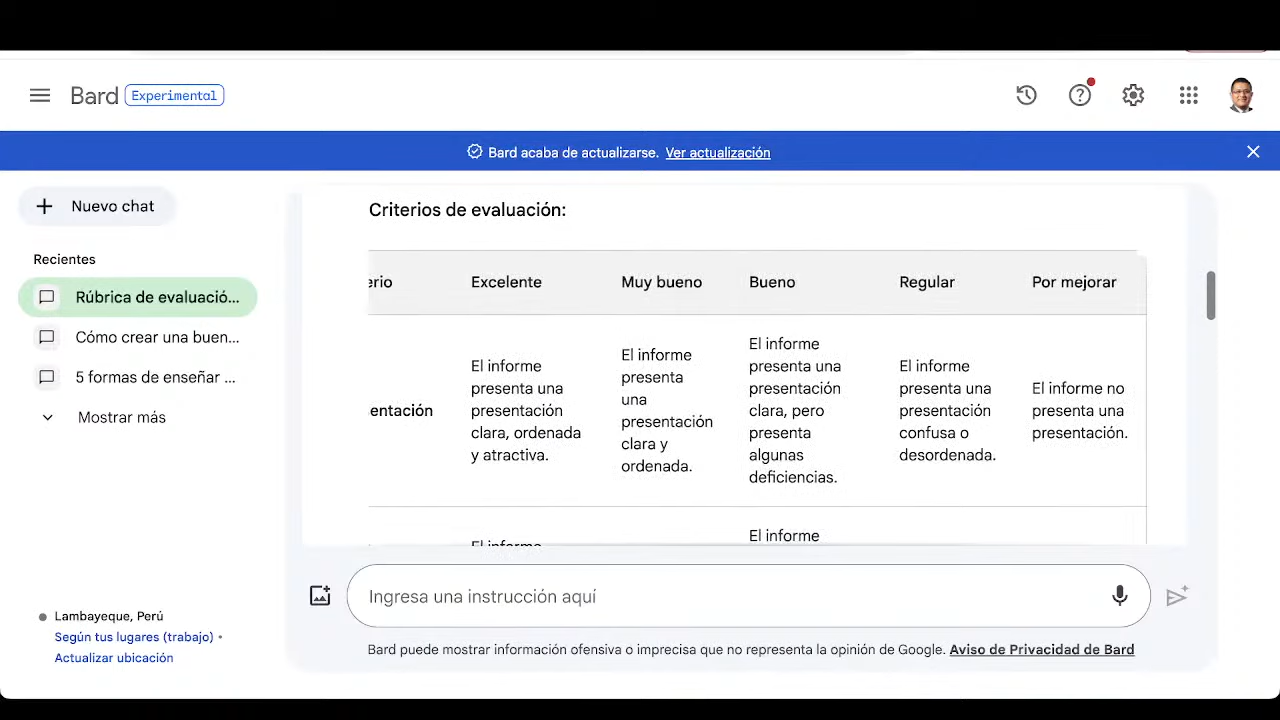 Bard Experimental
Bard acaba de actualizarse. Ver actualización
Nuevo chat
Recientes
Rúbrica de evaluació...
Cómo crear una buen...
5 formas de enseñar ...
Mostrar más
Lambayeque, Perú
Según tus lugares (trabajo) •
Actualizar ubicación
Criterios de evaluación:
erio
Excelente
Muy bueno
Bueno
Regular
Por mejorar
entación
El informe
presenta una
presentación
clara, ordenada
y atractiva.
El informe
presenta
una
presentación
clara y
ordenada.
El informe
presenta una
presentación
clara, pero
presenta
algunas
deficiencias.
El informe
presenta una
presentación
confusa o
desordenada.
El informe no
presenta una
presentación.
El informe
El informe
Ingresa una instrucción aquí
Bard puede mostrar información ofensiva o imprecisa que no representa la opinión de Google. Aviso de Privacidad de Bard